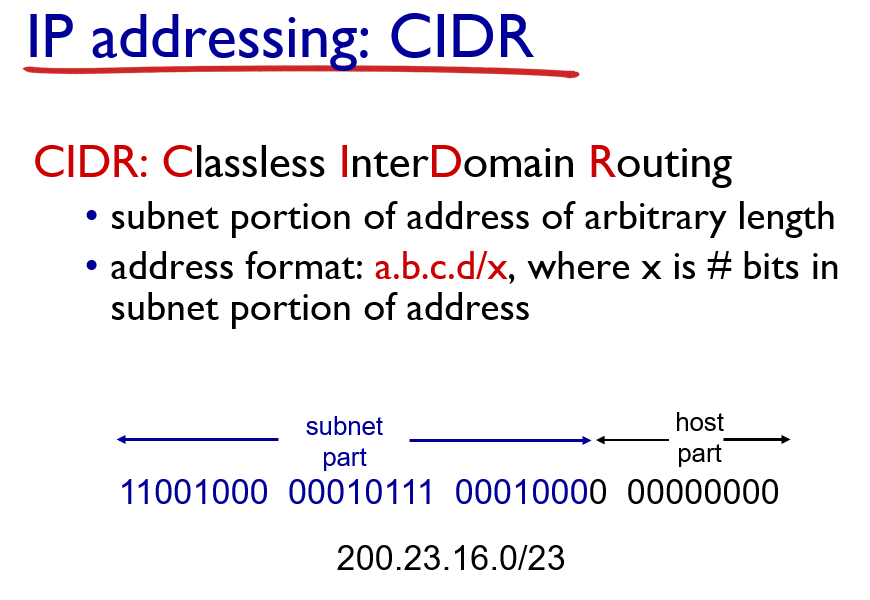 IP addressing: CIDR
CIDR: Classless InterDomain Routing
• subnet portion of address of arbitrary length
• address format: a.b.c.d/x, where x is # bits in
subnet portion of address
subnet
part
host
part
11001000 00010111 00010000 00000000
200.23.16.0/23